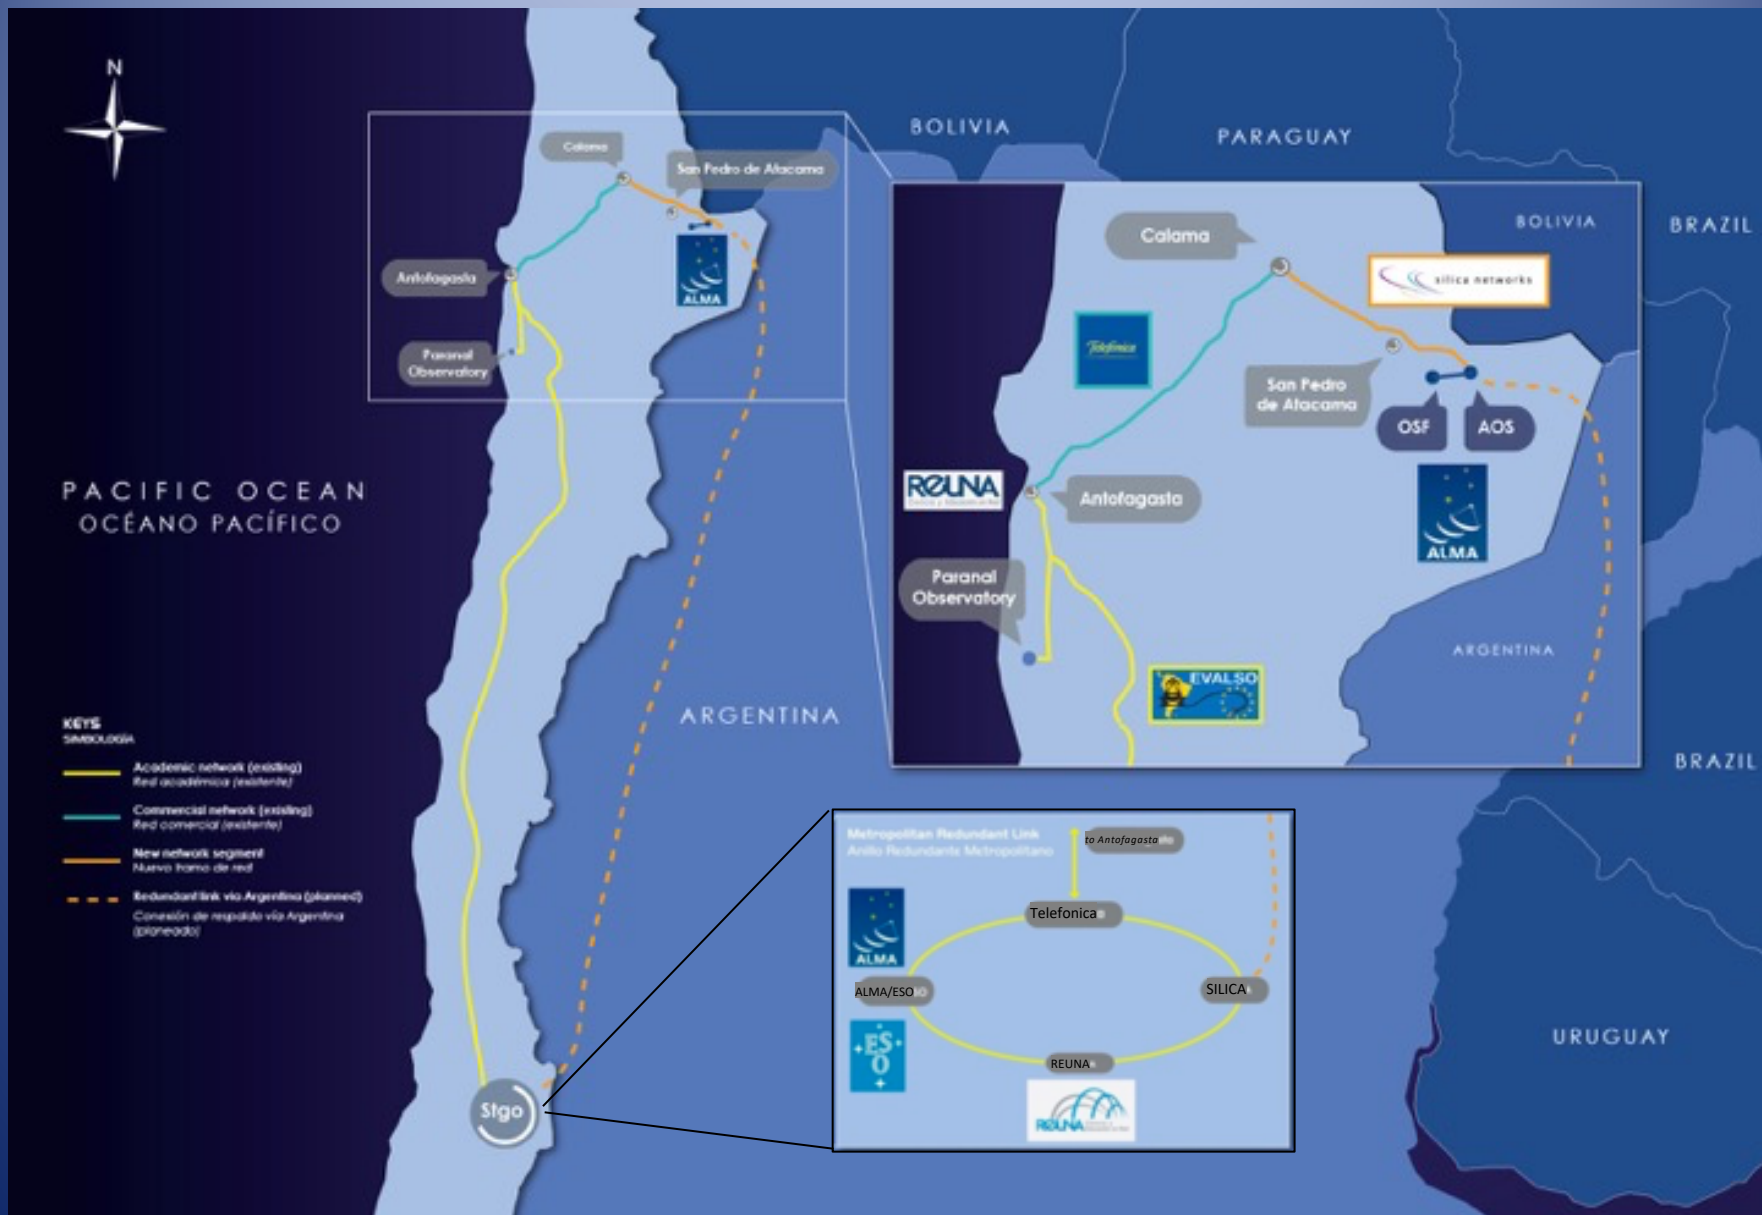 N
BOLIVIA
PARAGUAY
BRAZIL
Calama
San Pedro de Atacama
ALMA
Antofagasta
Paranal
Observatory
PACIFIC OCEAN
OCÉANO PACÍFICO
ARGENTINA
Stgo
KEYS
SIMBOLOGÍA
Academic network (existing)
Red académica (existente)
Commercial network (existing)
Red comercial (existente)
New network segment
Nuevo tramo de red
Redundant link via Argentina (planned)
Conexión de respaldo vía Argentina
(planeado)
BOLIVIA
Calama
silica networks
Telefónica
San Pedro
de Atacama
OSF
AOS
REUNA
Antofagasta
ALMA
Paranal
Observatory
EVALSO
ARGENTINA
BRAZIL
URUGUAY
Metropolitan Redundant Link
Anillo Redundante Metropolitano
to Antofagasta
Telefonica
ALMA
ALMA/ESO
SILICA
ESO
REUNA
REUNA